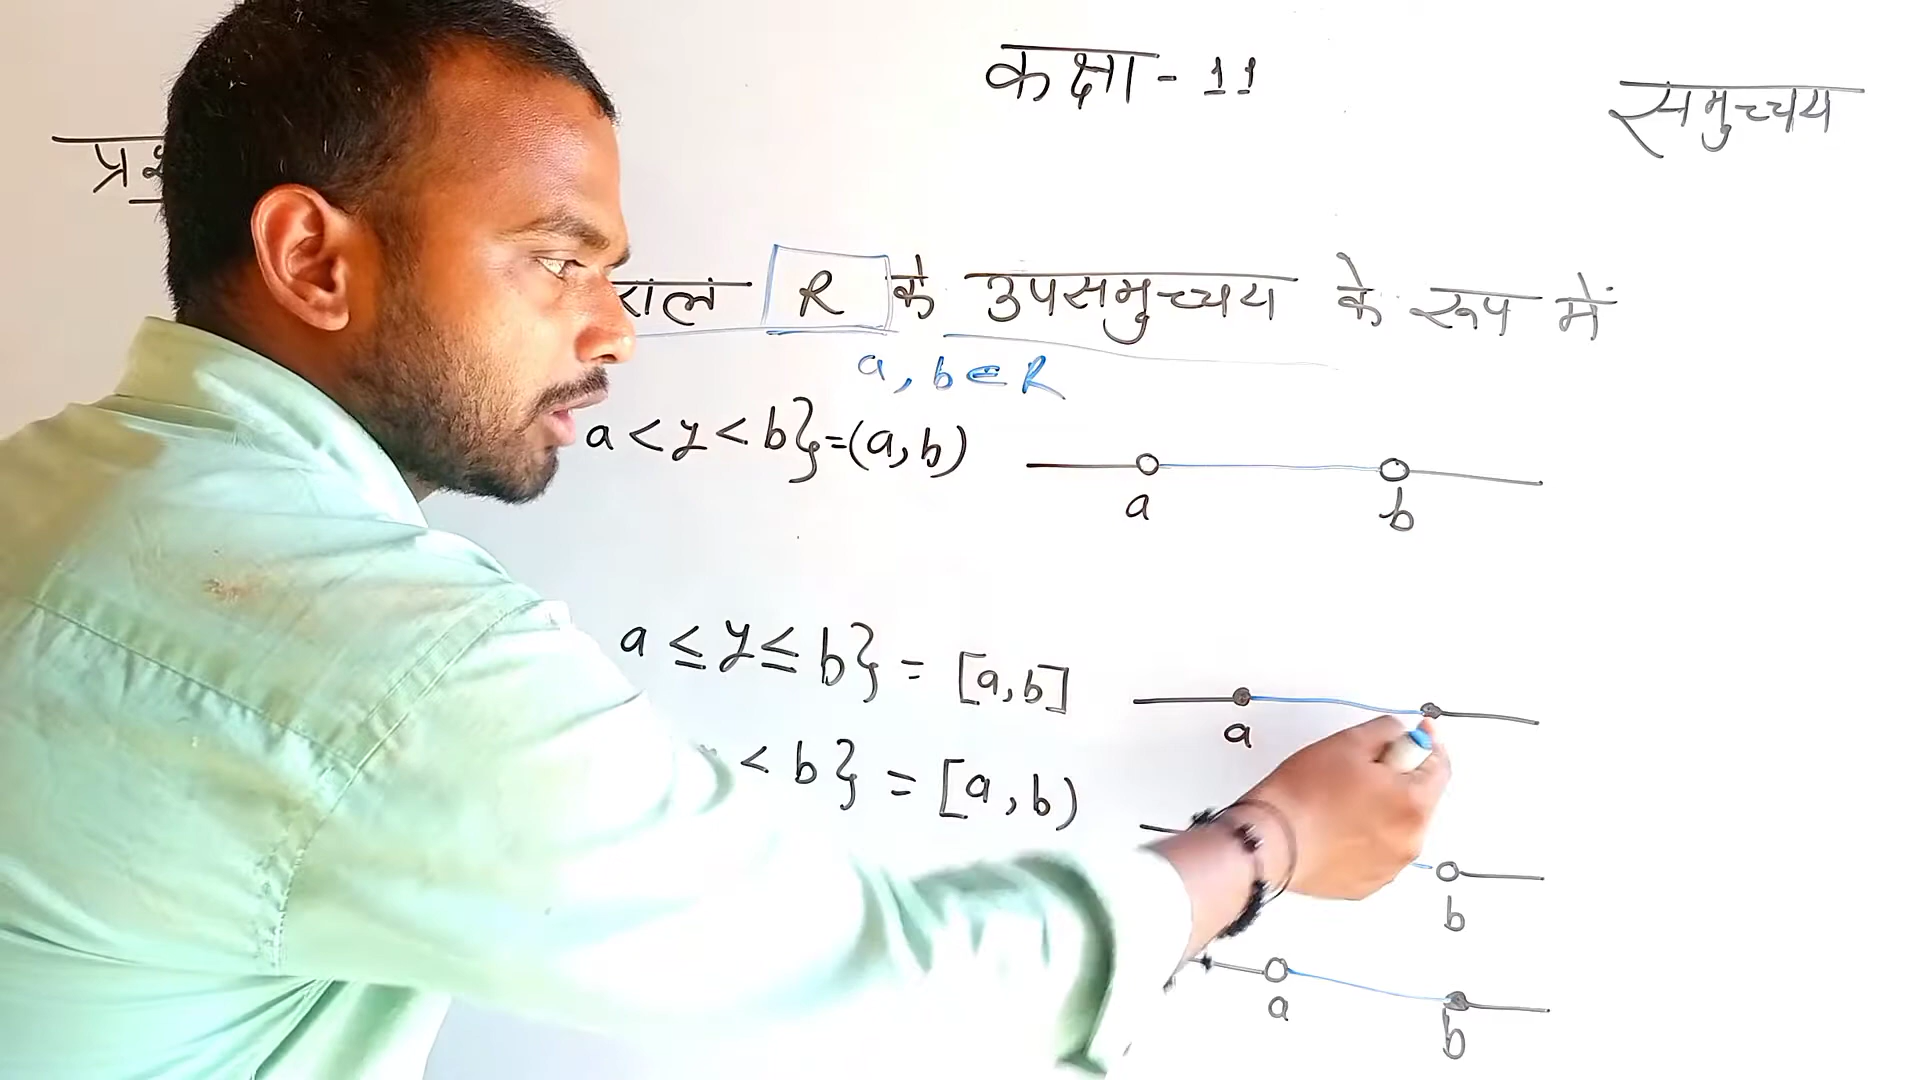 कक्षा - 11
समुच्चय
R के उपसमुच्चय के रूप में
a, b ∈ R
a < y < b} = (a, b)
a b
a ≤ y ≤ b} = [a, b]
a
< b} = [a, b)
b
a
b